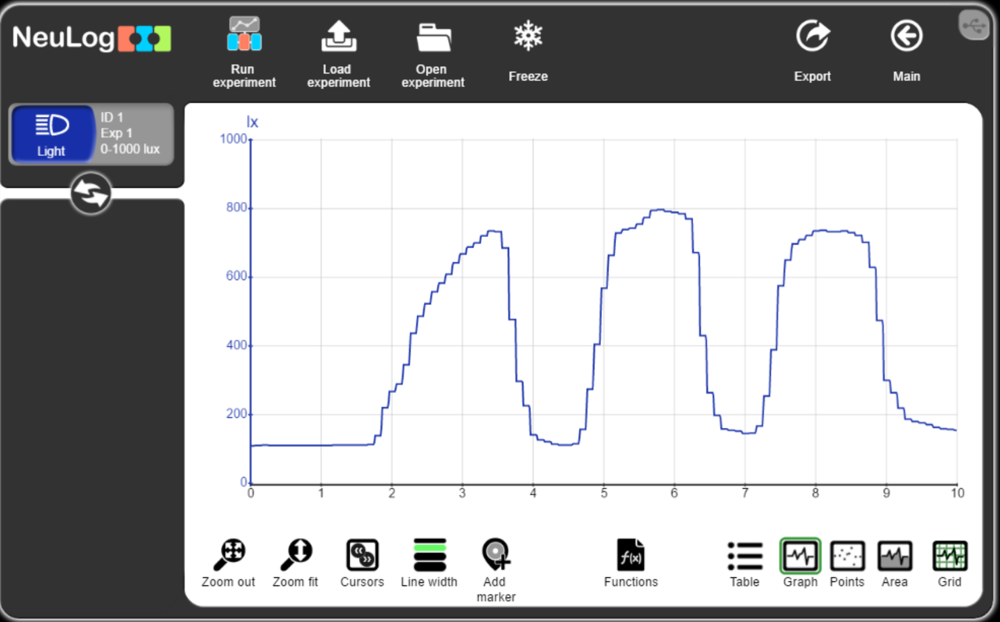 NeuLog
Run
experiment
Load
experiment
Open
experiment
Freeze
Export
Main
Light
ID 1
Exp 1
0-1000 lux
lx
1000
800
600
400
200
0
0 1 2 3 4 5 6 7 8 9 10
Zoom out
Zoom fit
Cursors
Line width
Add
marker
f(x)
Functions
Table
Graph
Points
Area
Grid